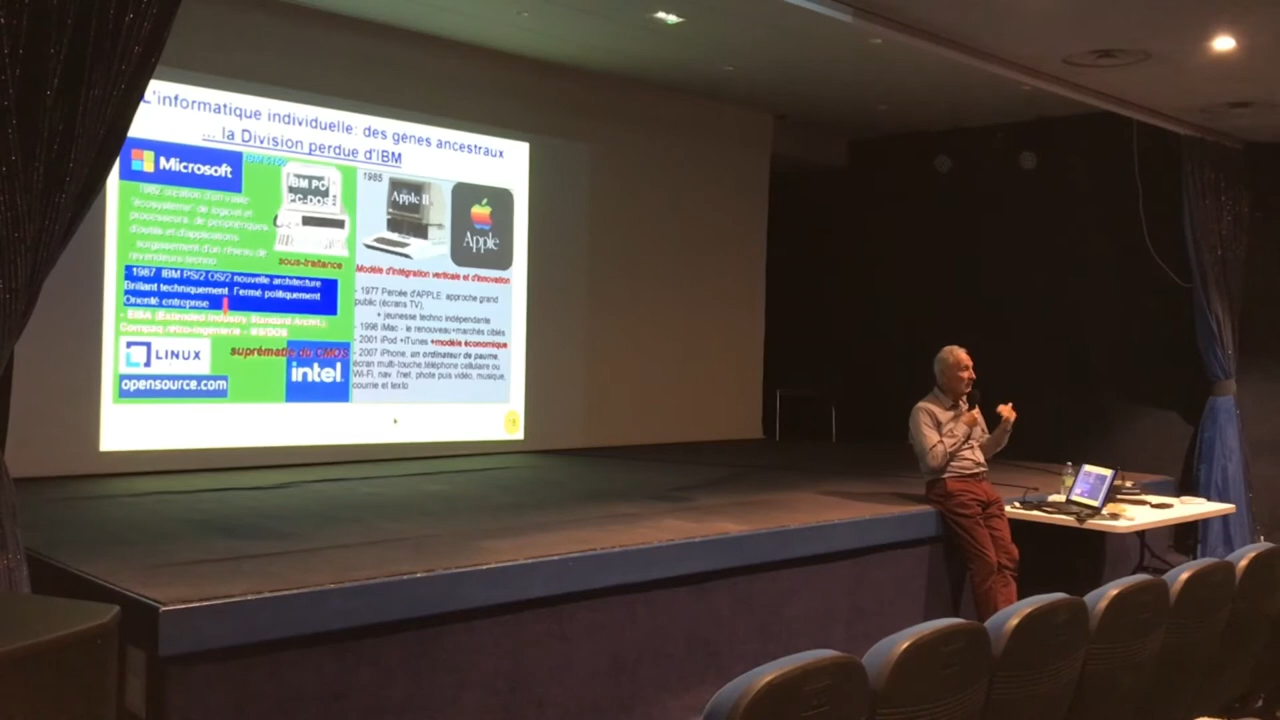 L'informatique individuelle: des gènes ancestraux
... la Division perdue d'IBM
Microsoft
IBM 5150
IBM PC
PC-DOS
1982 création d'un vaste
"écosystème" de logiciel et
processeurs, de périphériques,
d'outils et d'applications
surgissement d'un réseau de
revendeurs techno
sous-traitance
- 1987 IBM PS/2 OS/2 nouvelle architecture
Brillant techniquement Fermé politiquement
Orienté entreprise
- EISA (Extended Industry Standard Archit.)
Compaq rétro-ingénierie -
LINUX
opensource.com
suprématie du CMOS
intel
1985
Apple II
Apple
Modèle d'intégration verticale et d'innovation
- 1977 Percée d'APPLE: approche grand
public (écrans TV),
+ jeunesse techno indépendante
- 1998 iMac - le renouveau+marchés ciblés
- 2001 iPod +iTunes +modèle économique
- 2007 iPhone, un ordinateur de paume,
écran multi-touche,téléphone cellulaire ou
Wi-Fi, nav. l'net, photo puis vidéo, musique,
courrie et texto